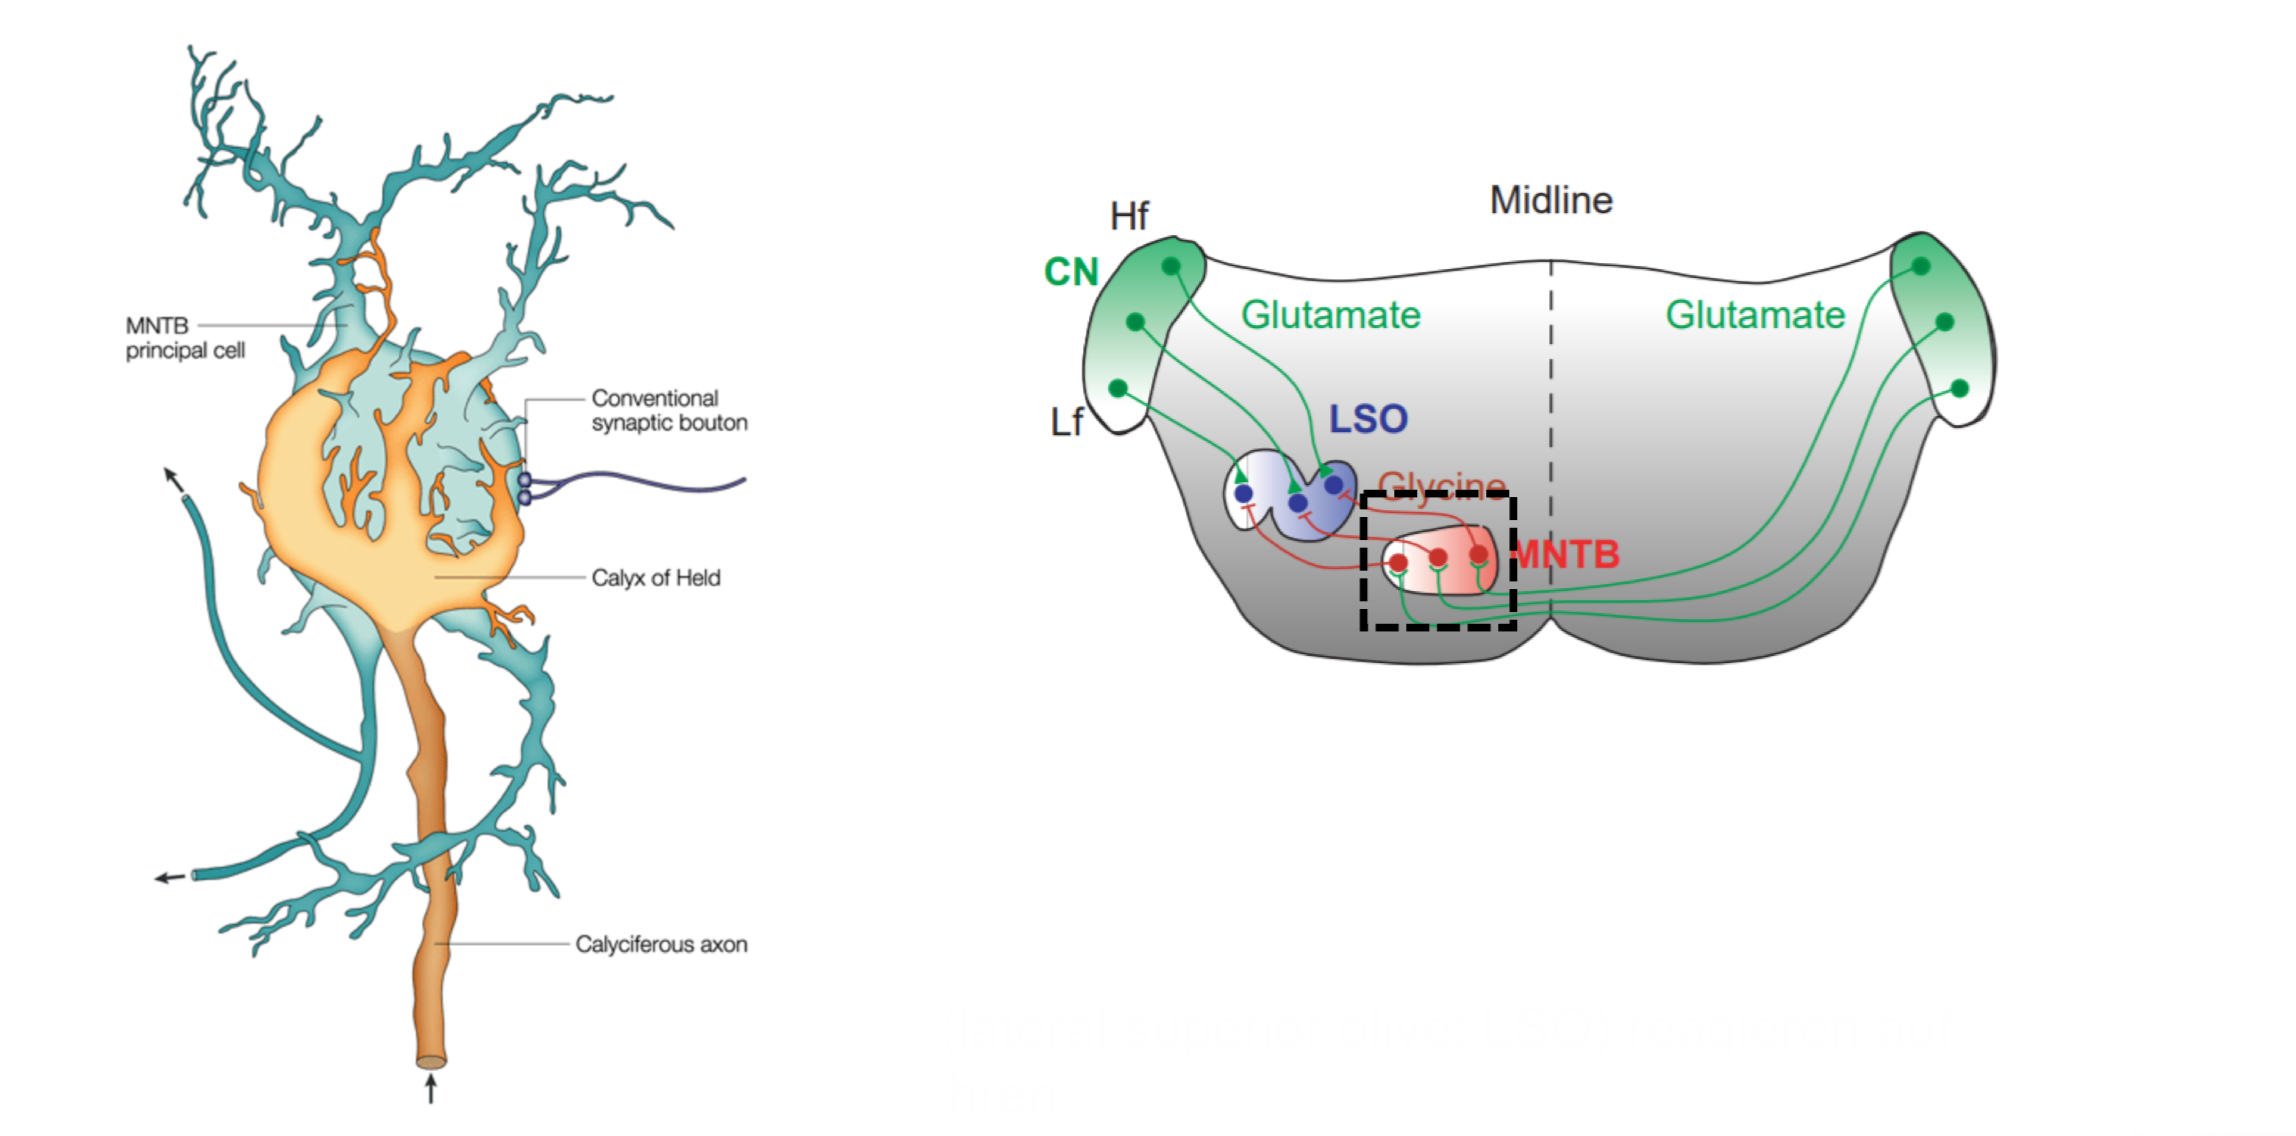 MNTB
principal cell
Conventional
synaptic bouton
Calyx of Held
Calyciferous axon
Midline
Hf
CN
Glutamate
Glutamate
Lf
LSO
Glycine
MNTB